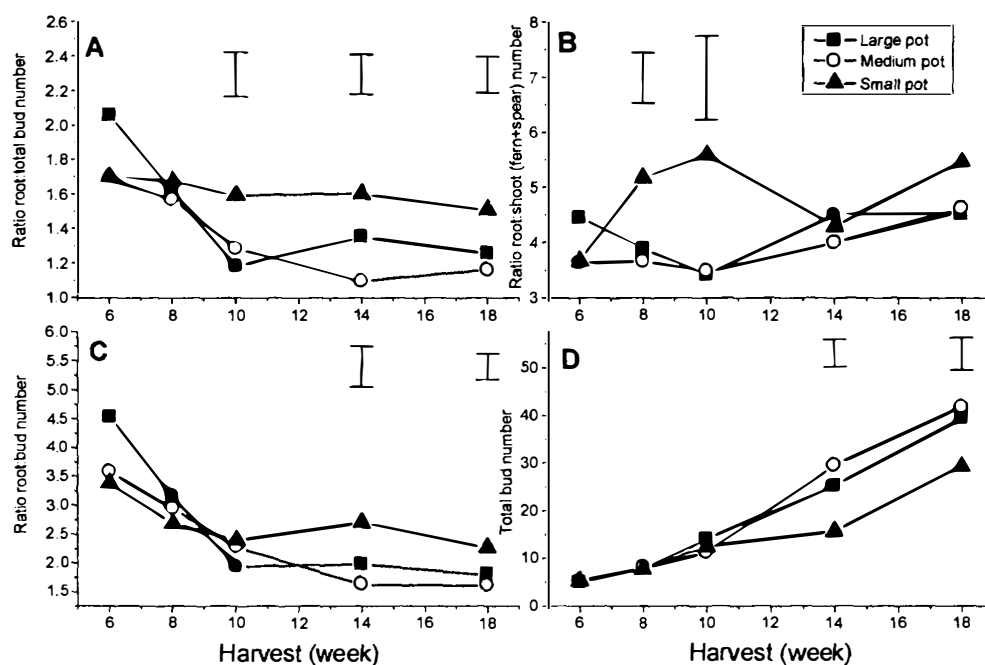 A
Ratio root:total bud number
2.6
2.4
2.2
2.0
1.8
1.6
1.4
1.2
1.0
6 8 10 12 14 16 18
B
Ratio root:shoot (fern+spear) number
8
7
6
5
4
3
6 8 10 12 14 16 18
Large pot
Medium pot
Small pot
C
Ratio root:bud number
6.0
5.5
5.0
4.5
4.0
3.5
3.0
2.5
2.0
1.5
6 8 10 12 14 16 18
Harvest (week)
D
Total bud number
50
40
30
20
10
0
6 8 10 12 14 16 18
Harvest (week)